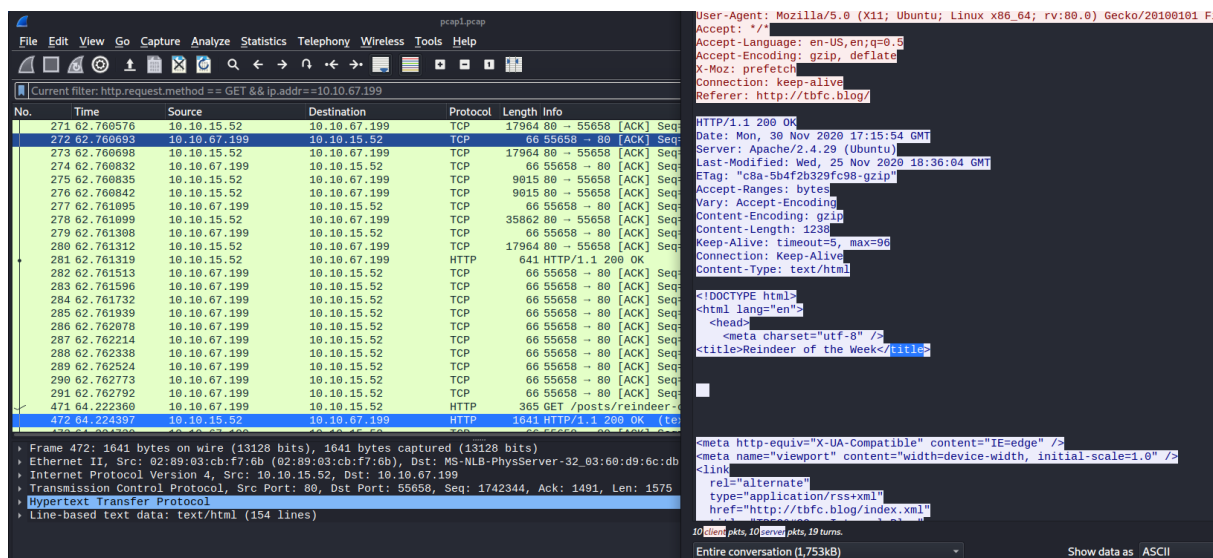 pcap1.pcap
File Edit View Go Capture Analyze Statistics Telephony Wireless Tools Help
Current filter: http.request.method == GET && ip.addr==10.10.67.199
No. Time Source Destination Protocol Length Info
271 62.760576 10.10.15.52 10.10.67.199 TCP 17964 80 → 55658 [ACK] Seq=
272 62.760693 10.10.67.199 10.10.15.52 TCP 66 55658 → 80 [ACK] Seq=
273 62.760698 10.10.15.52 10.10.67.199 TCP 17964 80 → 55658 [ACK] Seq=
274 62.760832 10.10.67.199 10.10.15.52 TCP 66 55658 → 80 [ACK] Seq=
275 62.760835 10.10.15.52 10.10.67.199 TCP 9015 80 → 55658 [ACK] Seq=
276 62.760842 10.10.15.52 10.10.67.199 TCP 9015 80 → 55658 [ACK] Seq=
277 62.761095 10.10.67.199 10.10.15.52 TCP 66 55658 → 80 [ACK] Seq=
278 62.761099 10.10.15.52 10.10.67.199 TCP 35862 80 → 55658 [ACK] Seq=
279 62.761308 10.10.67.199 10.10.15.52 TCP 66 55658 → 80 [ACK] Seq=
280 62.761312 10.10.15.52 10.10.67.199 TCP 17964 80 → 55658 [ACK] Seq=
281 62.761319 10.10.15.52 10.10.67.199 HTTP 641 HTTP/1.1 200 OK
282 62.761513 10.10.67.199 10.10.15.52 TCP 66 55658 → 80 [ACK] Seq=
283 62.761596 10.10.67.199 10.10.15.52 TCP 66 55658 → 80 [ACK] Seq=
284 62.761732 10.10.67.199 10.10.15.52 TCP 66 55658 → 80 [ACK] Seq=
285 62.761939 10.10.67.199 10.10.15.52 TCP 66 55658 → 80 [ACK] Seq=
286 62.762078 10.10.67.199 10.10.15.52 TCP 66 55658 → 80 [ACK] Seq=
287 62.762214 10.10.67.199 10.10.15.52 TCP 66 55658 → 80 [ACK] Seq=
288 62.762338 10.10.67.199 10.10.15.52 TCP 66 55658 → 80 [ACK] Seq=
289 62.762524 10.10.67.199 10.10.15.52 TCP 66 55658 → 80 [ACK] Seq=
290 62.762773 10.10.67.199 10.10.15.52 TCP 66 55658 → 80 [ACK] Seq=
291 62.762792 10.10.67.199 10.10.15.52 TCP 66 55658 → 80 [ACK] Seq=
471 64.222360 10.10.67.199 10.10.15.52 HTTP 365 GET /posts/reindeer-
472 64.224397 10.10.15.52 10.10.67.199 HTTP 1641 HTTP/1.1 200 OK (te
Frame 472: 1641 bytes on wire (13128 bits), 1641 bytes captured (13128 bits)
Ethernet II, Src: 02:89:03:cb:f7:6b (02:89:03:cb:f7:6b), Dst: MS-NLB-PhysServer-32_03:60:d9:6c:db
Internet Protocol Version 4, Src: 10.10.15.52, Dst: 10.10.67.199
Transmission Control Protocol, Src Port: 80, Dst Port: 55658, Seq: 1742344, Ack: 1491, Len: 1575
Hypertext Transfer Protocol
Line-based text data: text/html (154 lines)
User-Agent: Mozilla/5.0 (X11; Ubuntu; Linux x86_64; rv:80.0) Gecko/20100101 F
Accept: */*
Accept-Language: en-US,en;q=0.5
Accept-Encoding: gzip, deflate
X-Moz: prefetch
Connection: keep-alive
Referer: http://tbfc.blog/
HTTP/1.1 200 OK
Date: Mon, 30 Nov 2020 17:15:54 GMT
Server: Apache/2.4.29 (Ubuntu)
Last-Modified: Wed, 25 Nov 2020 18:36:04 GMT
ETag: "c8a-5b4f2b329fc98-gzip"
Accept-Ranges: bytes
Vary: Accept-Encoding
Content-Encoding: gzip
Content-Length: 1238
Keep-Alive: timeout=5, max=96
Connection: Keep-Alive
Content-Type: text/html
<!DOCTYPE html>
<html lang="en">
<head>
<meta charset="utf-8" />
<title>Reindeer of the Week</title>
<meta http-equiv="X-UA-Compatible" content="IE=edge" />
<meta name="viewport" content="width=device-width, initial-scale=1.0" />
<link
rel="alternate"
type="application/rss+xml"
href="http://tbfc.blog/index.xml"
10 client pkts, 10 server pkts, 19 turns.
Entire conversation (1,753kB) Show data as ASCII